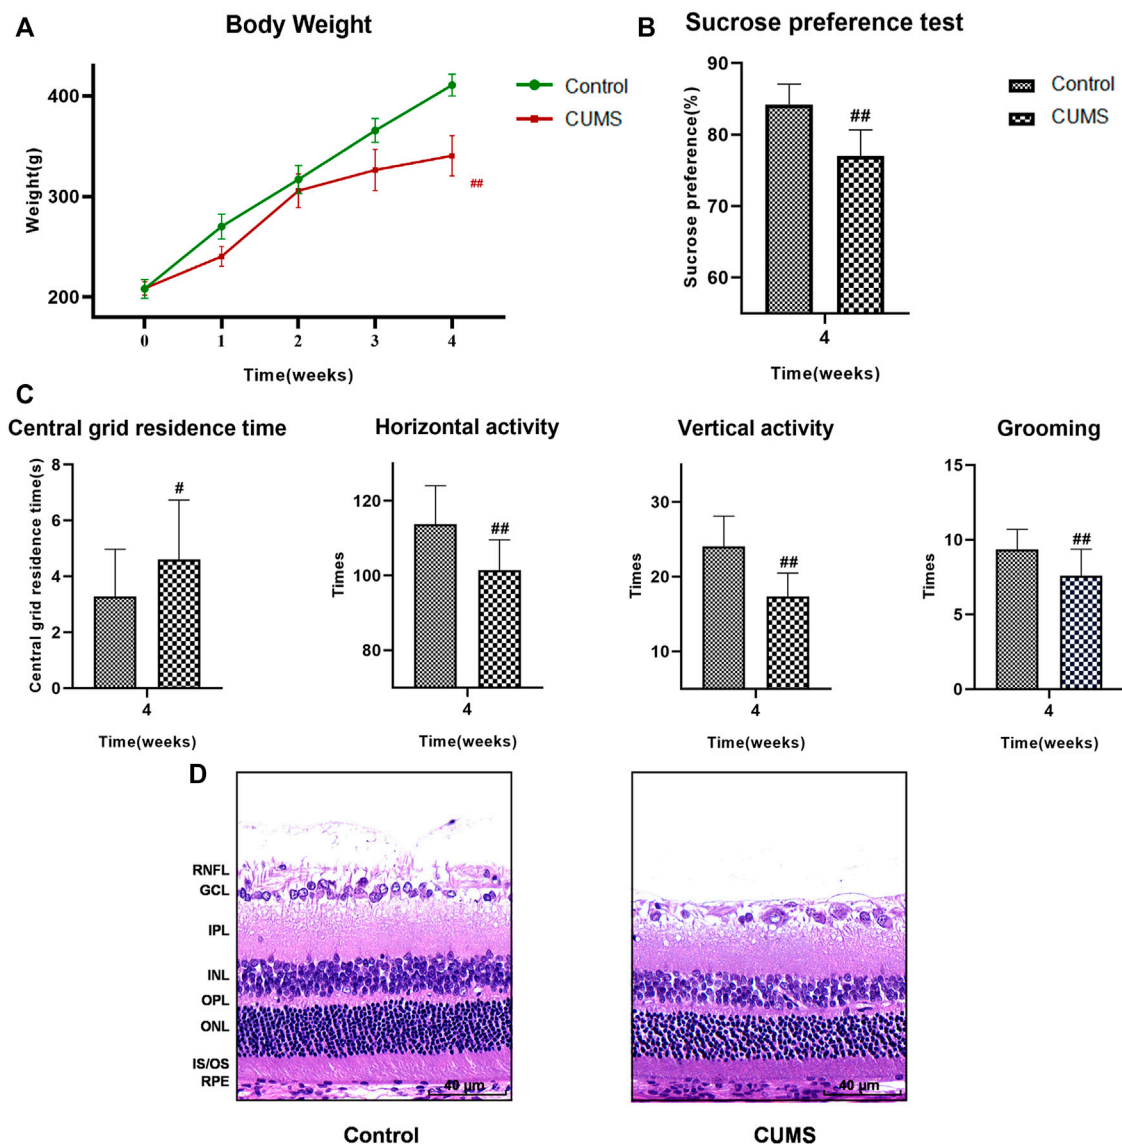 A
Body Weight
400
300
200
Weight(g)
0 1 2 3 4
Time(weeks)
Control
CUMS
##
B
Sucrose preference test
90
80
70
60
Sucrose preference(%)
##
4
Time(weeks)
Control
CUMS
C
Central grid residence time
8
6
4
2
0
Central grid residence time(s)
#
4
Time(weeks)
Horizontal activity
120
100
80
Times
##
4
Time(weeks)
Vertical activity
30
20
10
Times
##
4
Time(weeks)
Grooming
15
10
5
0
Times
##
4
Time(weeks)
D
RNFL
GCL
IPL
INL
OPL
ONL
IS/OS
RPE
40 μm
Control
40 μm
CUMS